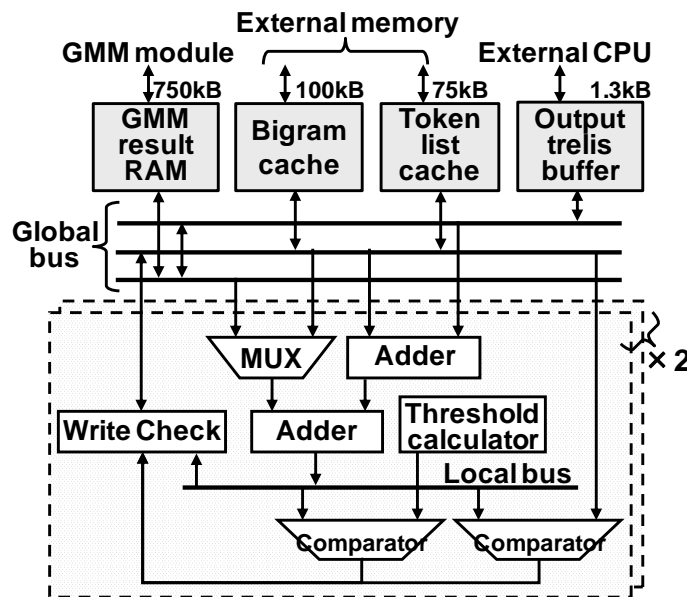 External memory
GMM module
External CPU
750kB
100kB
75kB
1.3kB
GMM
result
RAM
Bigram
cache
Token
list
cache
Output
trelis
buffer
Global
bus
MUX
Adder
× 2
Write Check
Adder
Threshold
calculator
Local bus
Comparator
Comparator